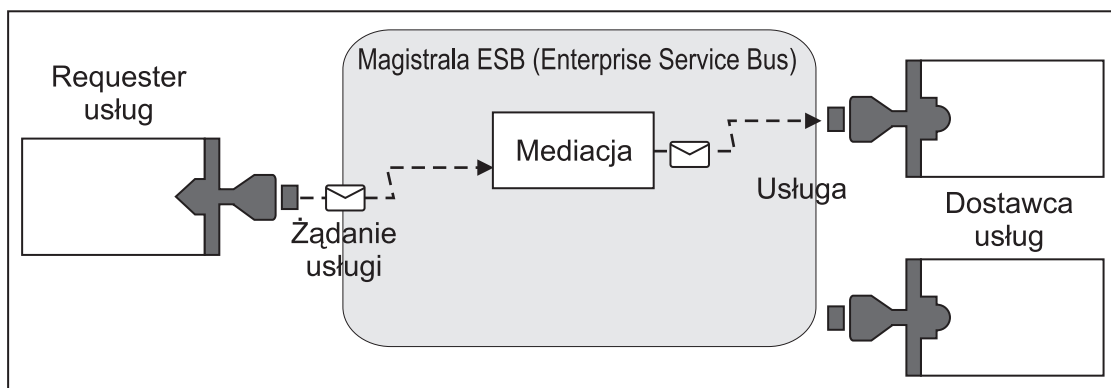 Magistrala ESB (Enterprise Service Bus)
Requester
usług
Mediacja
Żądanie
usługi
Usługa
Dostawca
usług